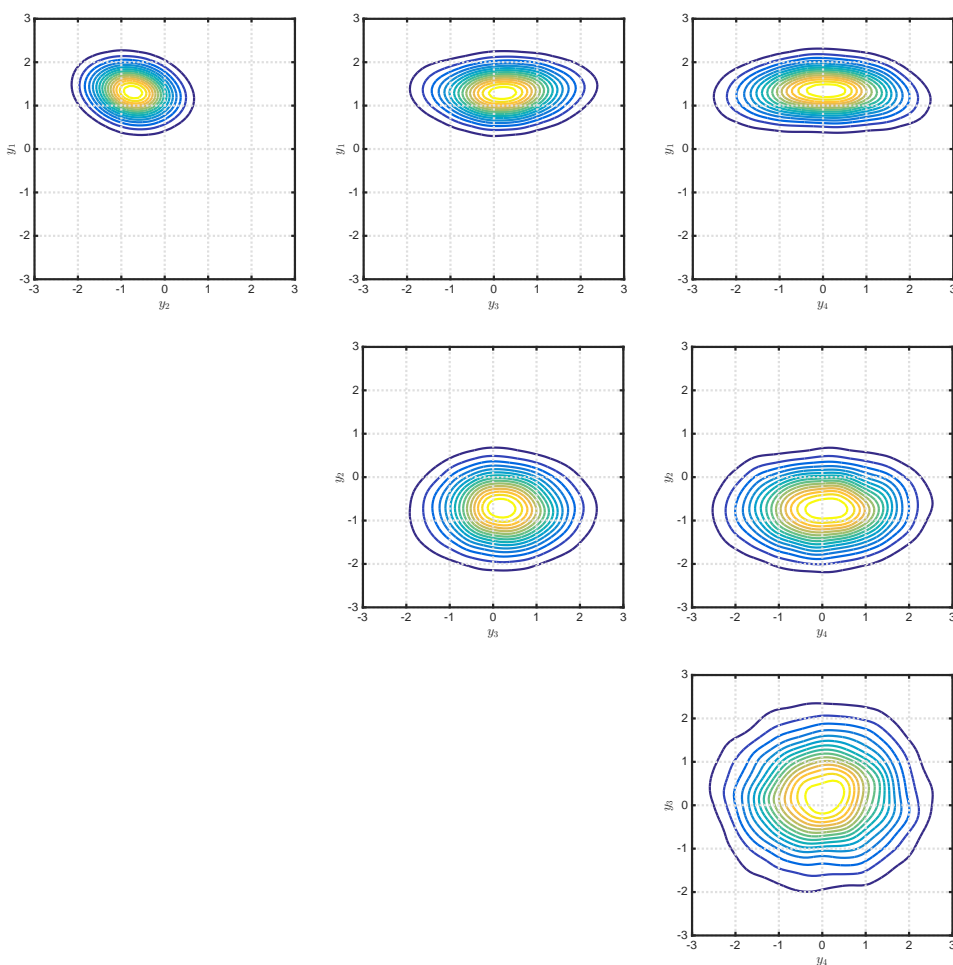 3 3 3
2 2 2
1 1 1
0 0 0
-1 -1 -1
-2 -2 -2
-3 -3 -3
y₁ y₁ y₁
-3 -2 -1 0 1 2 3 -3 -2 -1 0 1 2 3 -3 -2 -1 0 1 2 3
y₂ y₃ y₄
3 3
2 2
1 1
0 0
-1 -1
-2 -2
-3 -3
y₂ y₂
-3 -2 -1 0 1 2 3 -3 -2 -1 0 1 2 3
y₃ y₄
3
2
1
0
-1
-2
-3
y₃
-3 -2 -1 0 1 2 3
y₄